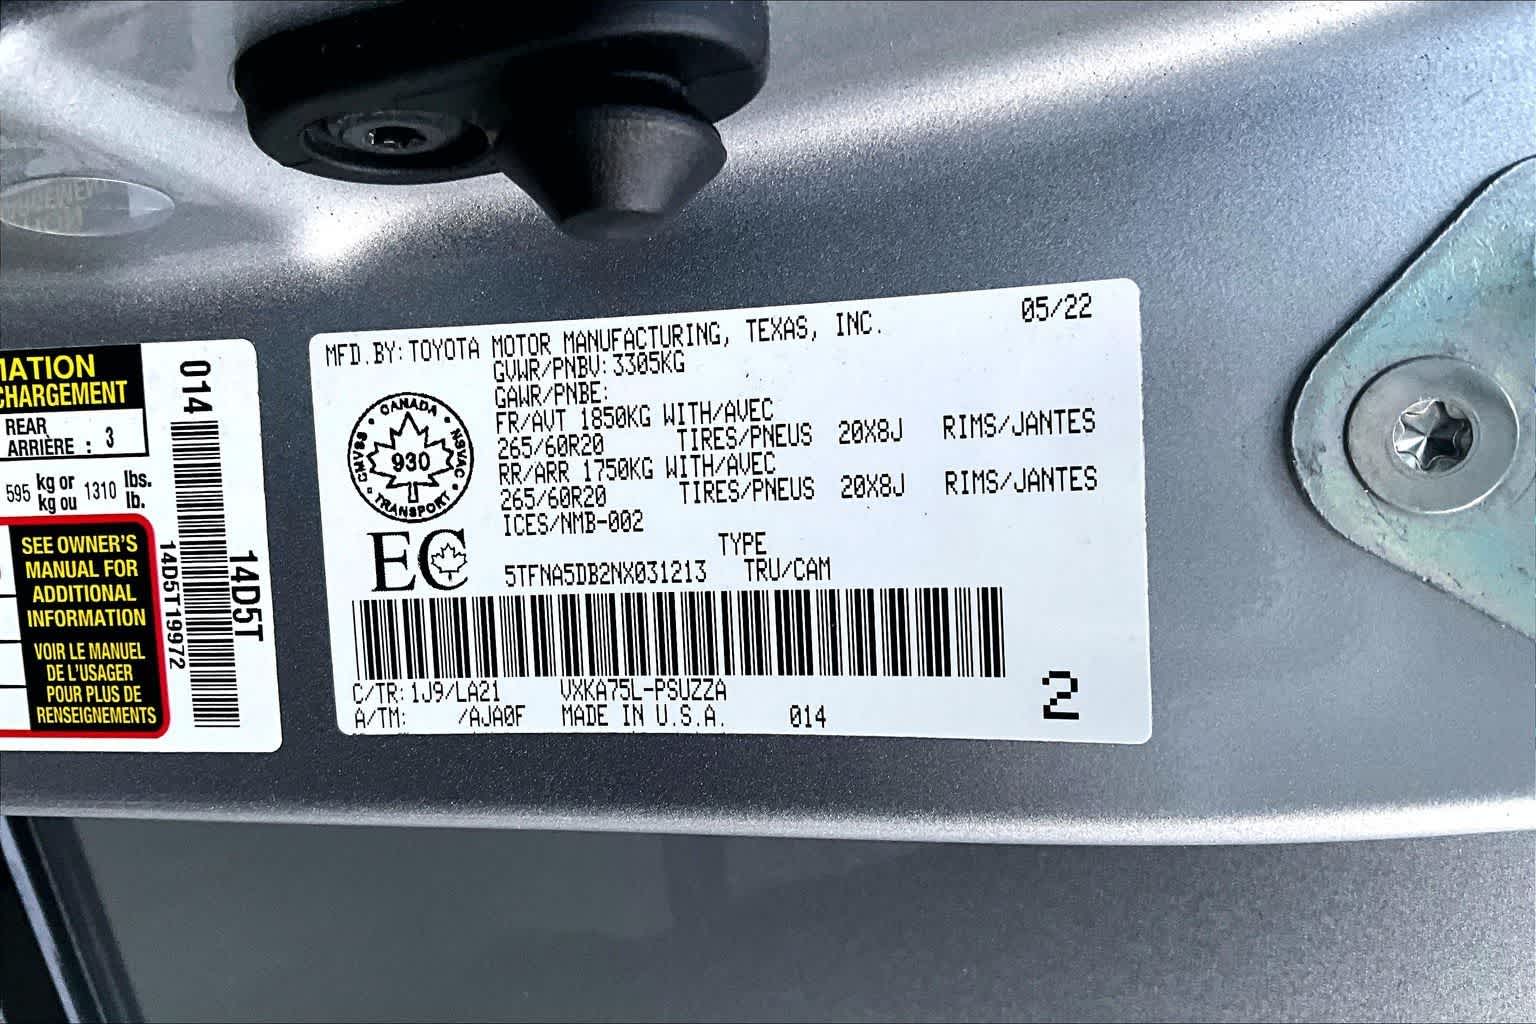 MATION
CHARGEMENT
REAR
ARRIÈRE : 3
595 kg or 1310 lbs.
kg ou lb.
SEE OWNER'S
MANUAL FOR
ADDITIONAL
INFORMATION
VOIR LE MANUEL
DE L'USAGER
POUR PLUS DE
RENSEIGNEMENTS
014
14D5T19972
14D5T
MFD.BY:TOYOTA MOTOR MANUFACTURING, TEXAS, INC. 05/22
GVWR/PNBV:3305KG
GAWR/PNBE:
FR/AVT 1850KG WITH/AVEC
265/60R20 TIRES/PNEUS 20X8J RIMS/JANTES
RR/ARR 1750KG WITH/AVEC
265/60R20 TIRES/PNEUS 20X8J RIMS/JANTES
ICES/NMB-002
CANADA
CMVSS NSVAC
930
TRANSPORT
EC
TYPE
5TFNA5DB2NX031213 TRU/CAM
C/TR:1J9/LA21 VXKA75L-PSUZZA
A/TM: /AJA0F MADE IN U.S.A. 014
2